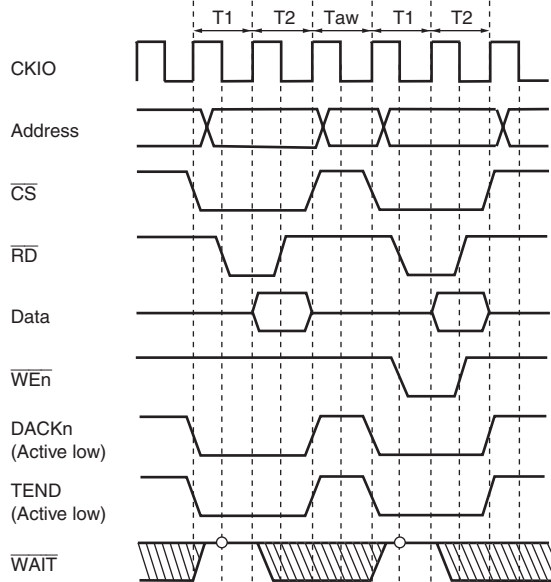 T1 T2 Taw T1 T2
CKIO
Address
CS
RD
Data
WEn
DACKn
(Active low)
TEND
(Active low)
WAIT